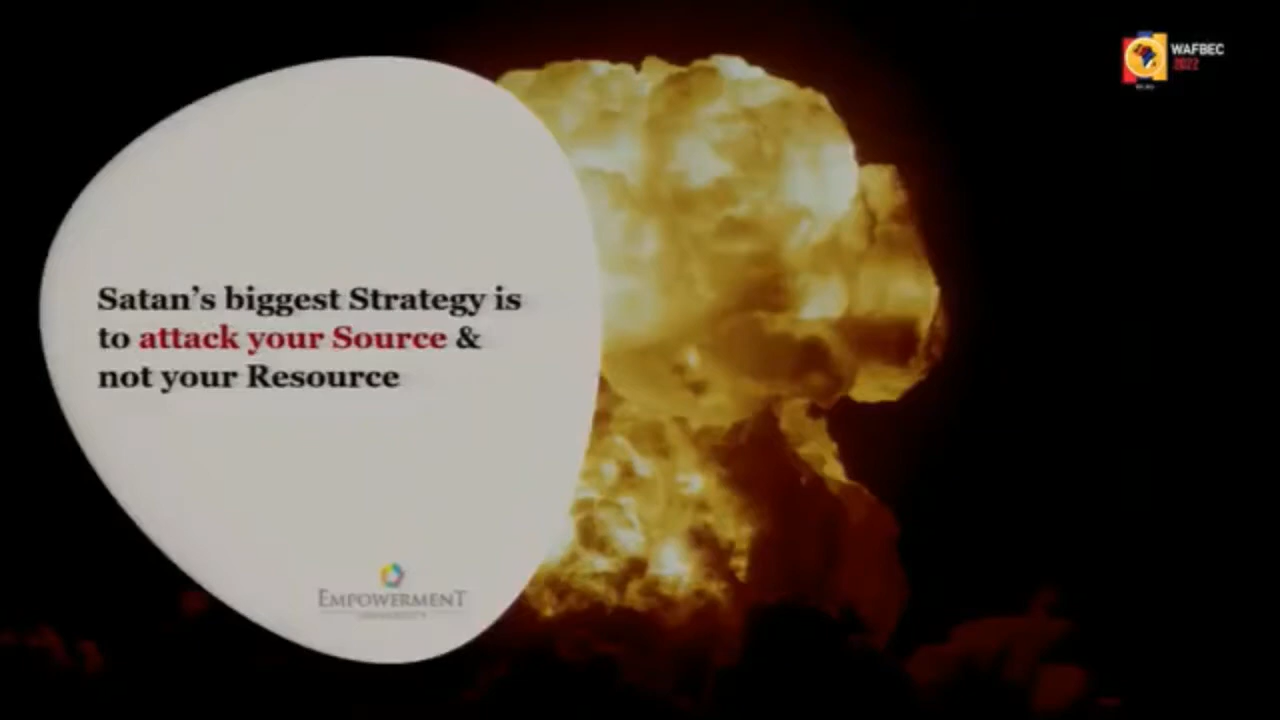 WAFBEC
2022
Satan’s biggest Strategy is
to attack your Source &
not your Resource
EMPOWERMENT